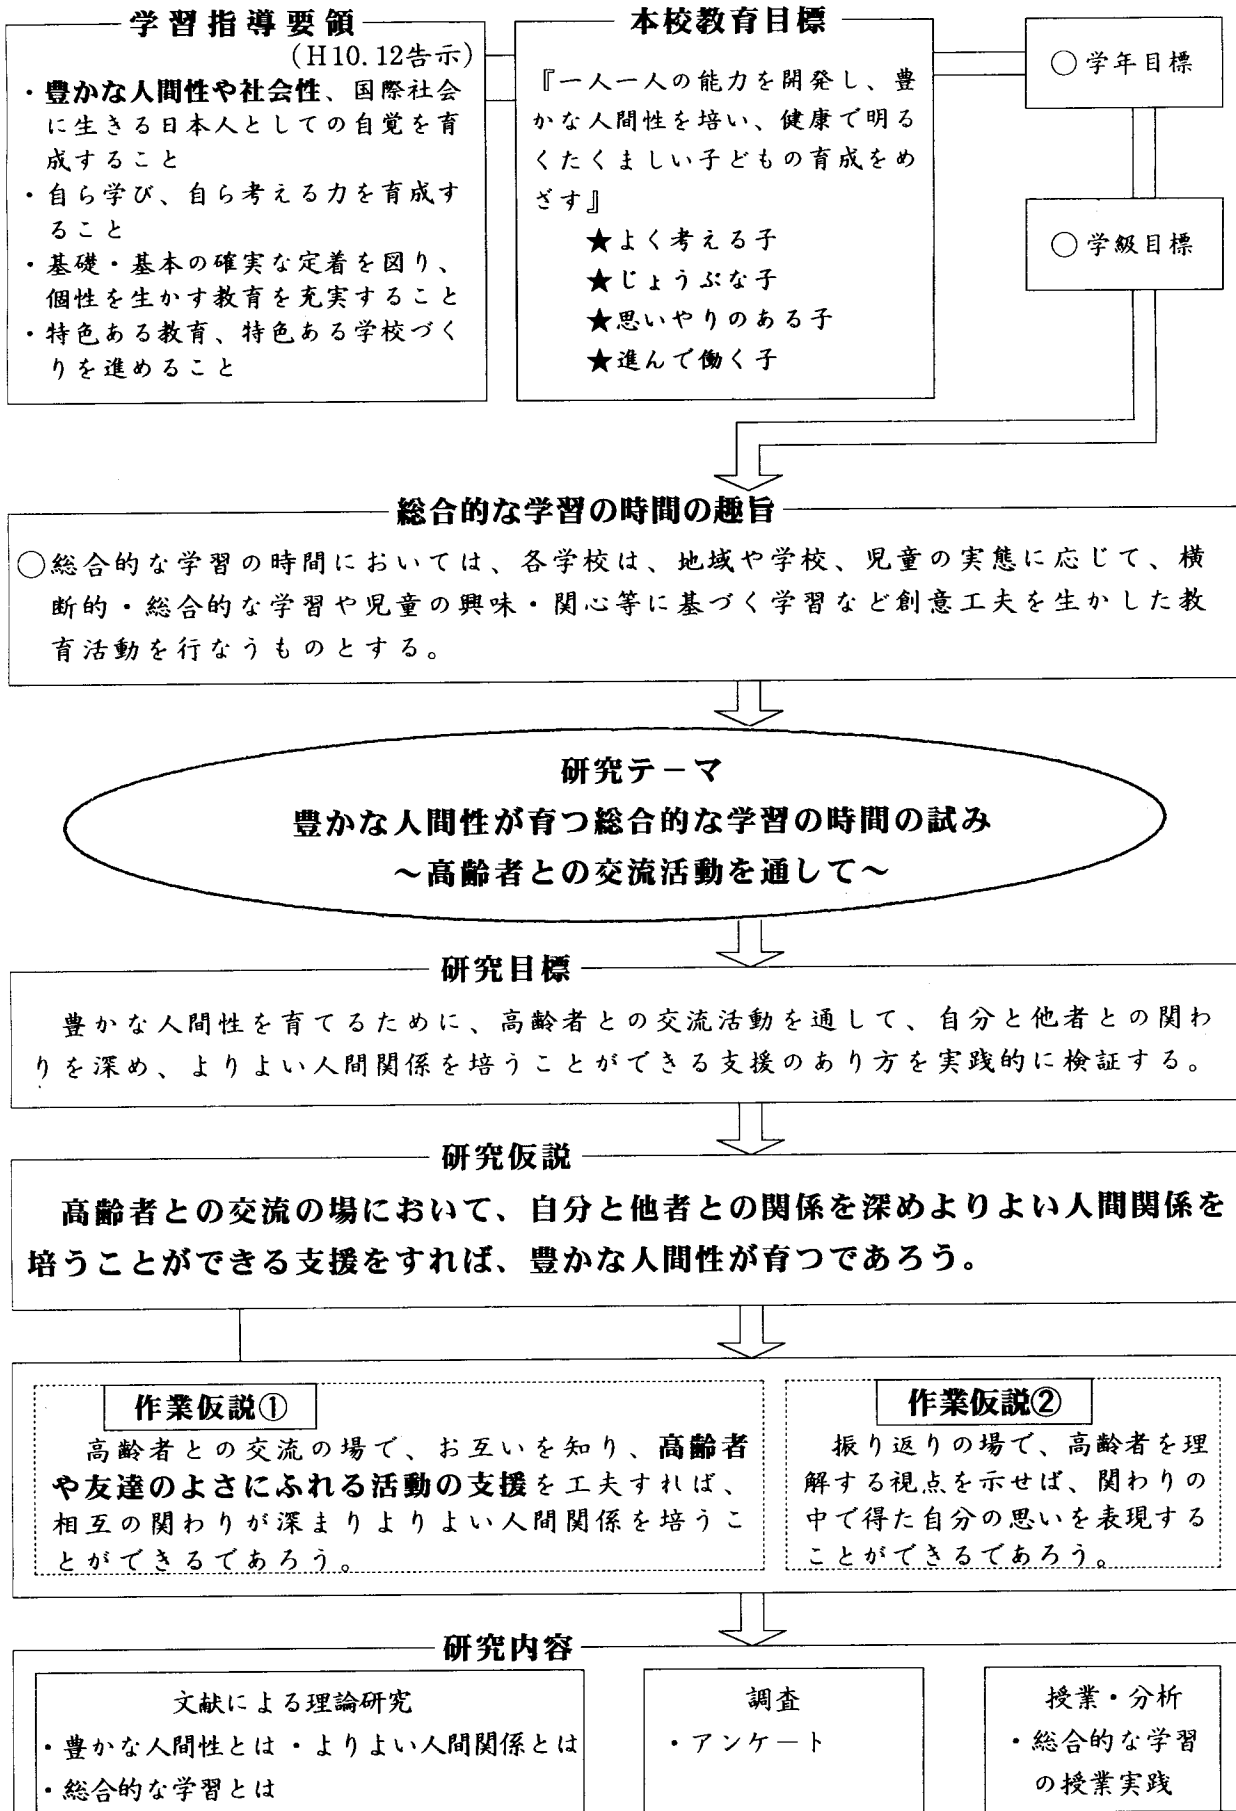 学習指導要領
(H10.12告示)
・豊かな人間性や社会性、国際社会
に生きる日本人としての自覚を育
成すること
・自ら学び、自ら考える力を育成す
ること
・基礎・基本の確実な定着を図り、
個性を生かす教育を充実すること
・特色ある教育、特色ある学校づく
りを進めること
本校教育目標
『一人一人の能力を開発し、豊
かな人間性を培い、健康で明る
くたくましい子どもの育成をめ
ざす』
★よく考える子
★じょうぶな子
★思いやりのある子
★進んで働く子
○学年目標
○学級目標
総合的な学習の時間の趣旨
○総合的な学習の時間においては、各学校は、地域や学校、児童の実態に応じて、横
断的・総合的な学習や児童の興味・関心等に基づく学習など創意工夫を生かした教
育活動を行なうものとする。
研究テーマ
豊かな人間性が育つ総合的な学習の時間の試み
～高齢者との交流活動を通して～
研究目標
豊かな人間性を育てるために、高齢者との交流活動を通して、自分と他者との関わ
りを深め、よりよい人間関係を培うことができる支援のあり方を実践的に検証する。
研究仮説
高齢者との交流の場において、自分と他者との関係を深めよりよい人間関係を
培うことができる支援をすれば、豊かな人間性が育つであろう。
作業仮説①
高齢者との交流の場で、お互いを知り、高齢者
や友達のよさにふれる活動の支援を工夫すれば、
相互の関わりが深まりよりよい人間関係を培うこ
とができるであろう。
作業仮説②
振り返りの場で、高齢者を理
解する視点を示せば、関わりの
中で得た自分の思いを表現する
ことができるであろう。
研究内容
文献による理論研究
・豊かな人間性とは・よりよい人間関係とは
・総合的な学習とは
調査
・アンケート
授業・分析
・総合的な学習
の授業実践